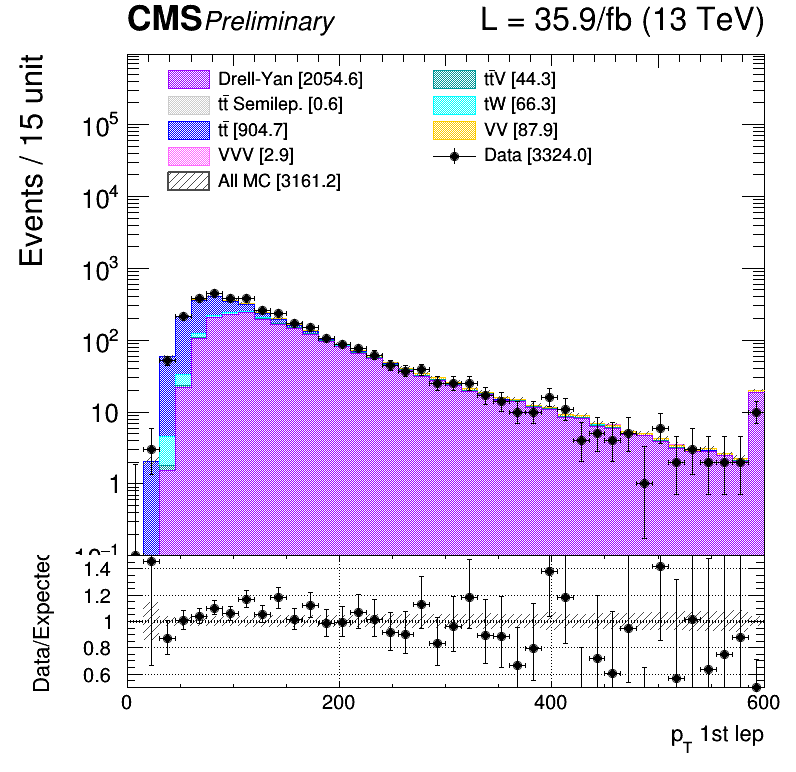 CMS Preliminary L = 35.9/fb (13 TeV)
Events / 15 unit
Drell-Yan [2054.6]
tt̄ Semilep. [0.6]
tt̄ [904.7]
VVV [2.9]
All MC [3161.2]
tt̄V [44.3]
tW [66.3]
VV [87.9]
Data [3324.0]
10⁵
10⁴
10³
10²
10
1
10⁻¹
Data/Expected
1.4
1.2
1
0.8
0.6
0 200 400 600
p_T 1st lep